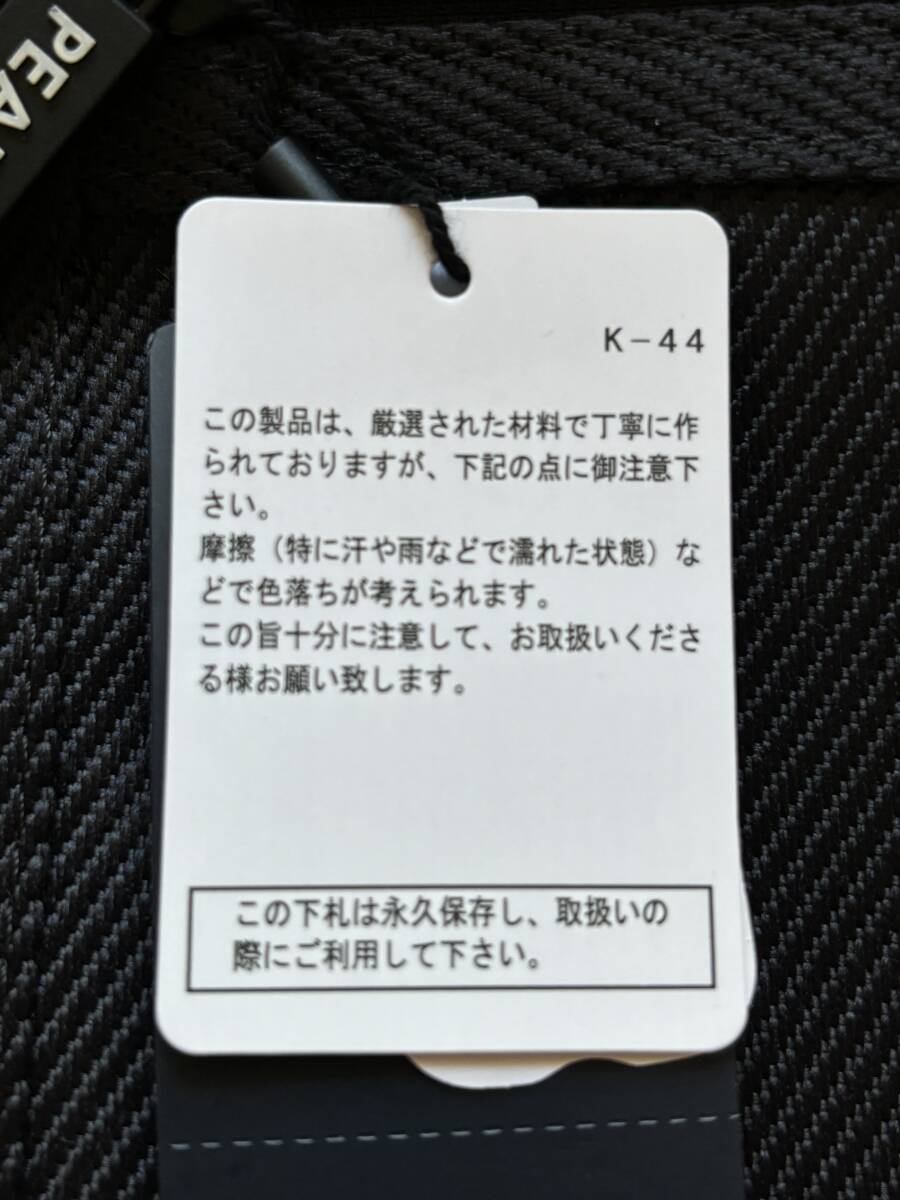 PEA
K-44
この製品は、厳選された材料で丁寧に作
られておりますが、下記の点に御注意下
さい。
摩擦(特に汗や雨などで濡れた状態)な
どで色落ちが考えられます。
この旨十分に注意して、お取扱いくださ
る様お願い致します。
この下札は永久保存し、取扱いの
際にご利用して下さい。